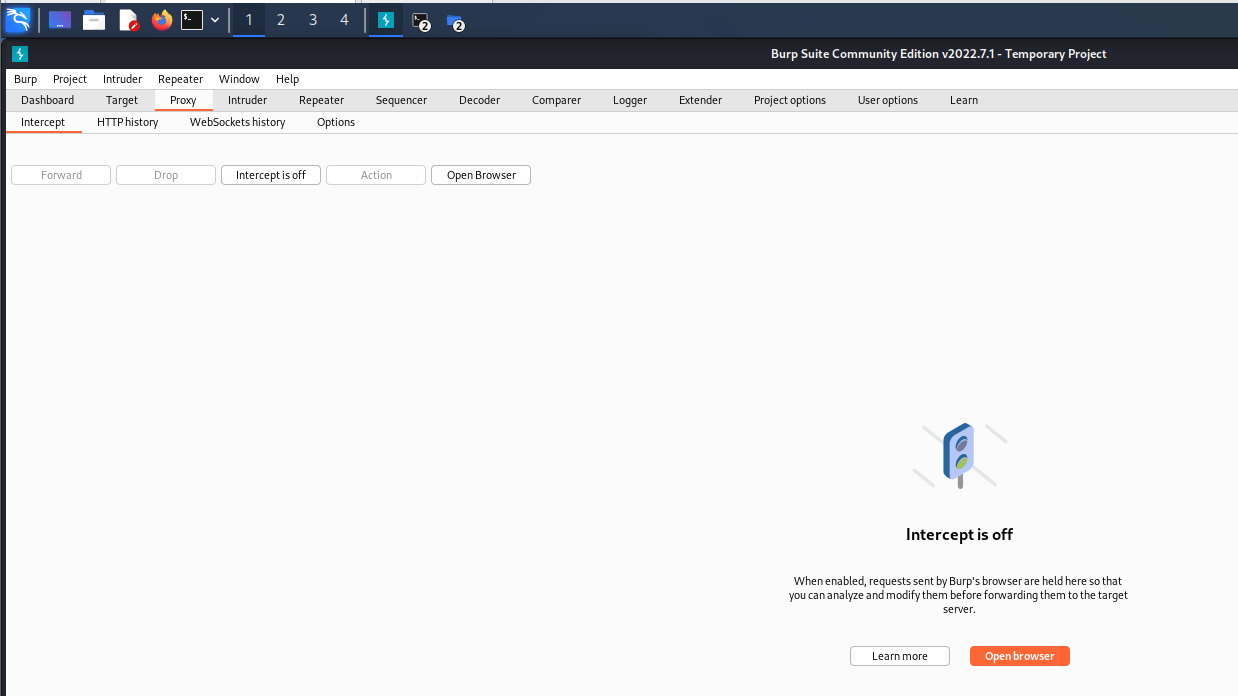 1 2 3 4 2 2
Burp Suite Community Edition v2022.7.1 - Temporary Project
Burp Project Intruder Repeater Window Help
Dashboard Target Proxy Intruder Repeater Sequencer Decoder Comparer Logger Extender Project options User options Learn
Intercept HTTP history WebSockets history Options
Forward Drop Intercept is off Action Open Browser
Intercept is off
When enabled, requests sent by Burp's browser are held here so that
you can analyze and modify them before forwarding them to the target
server.
Learn more Open browser